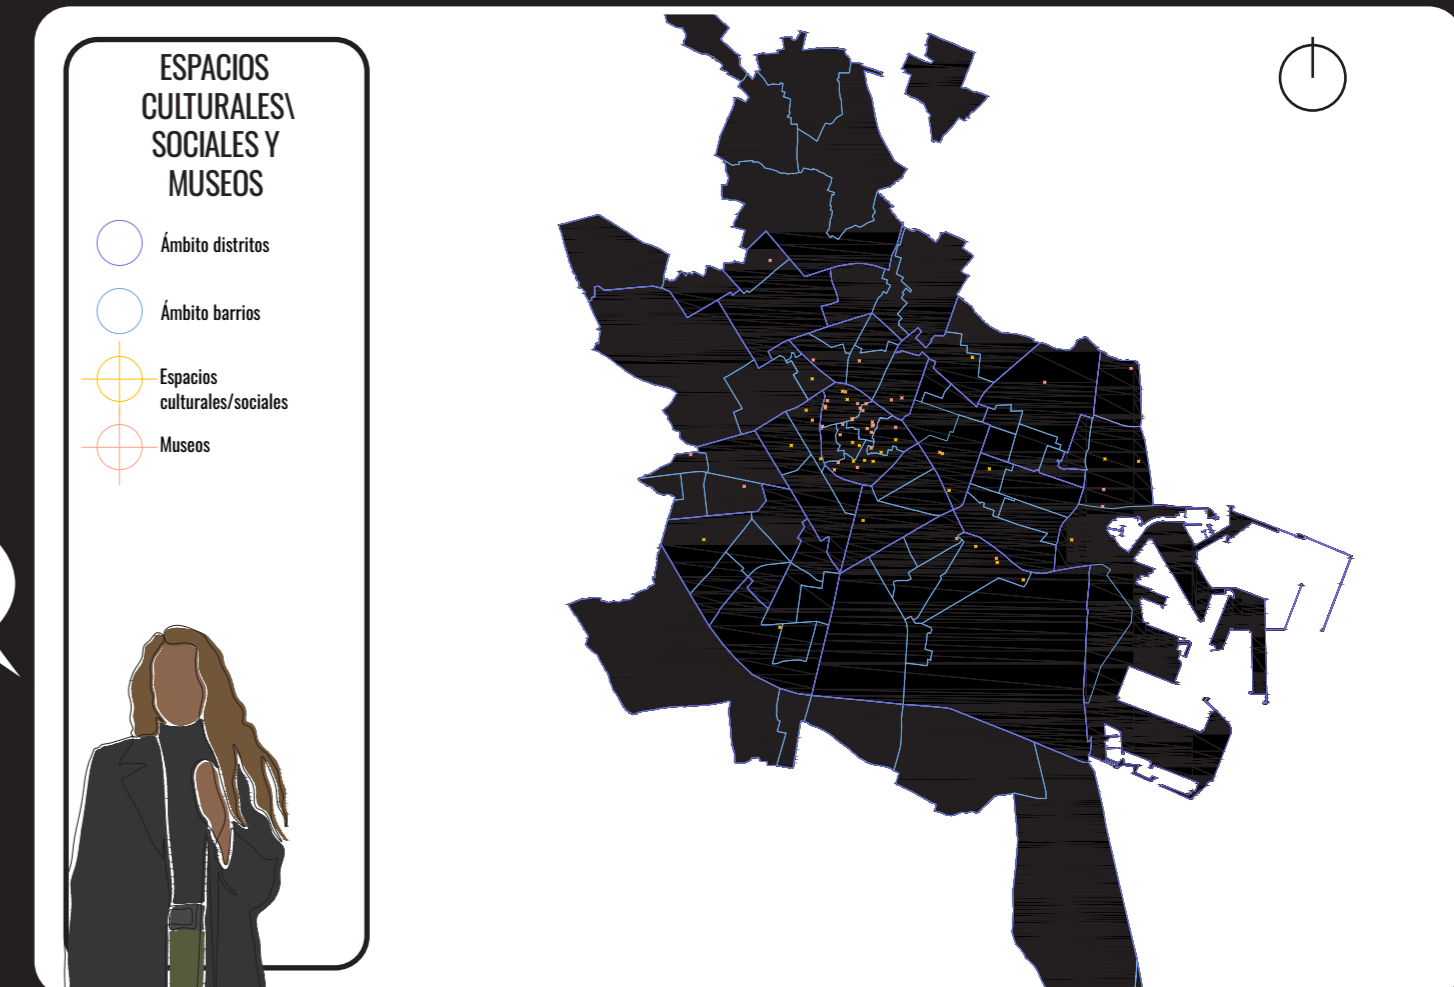 ESPACIOS
CULTURALES\
SOCIALES Y
MUSEOS
Ámbito distritos
Ámbito barrios
Espacios
culturales/sociales
Museos